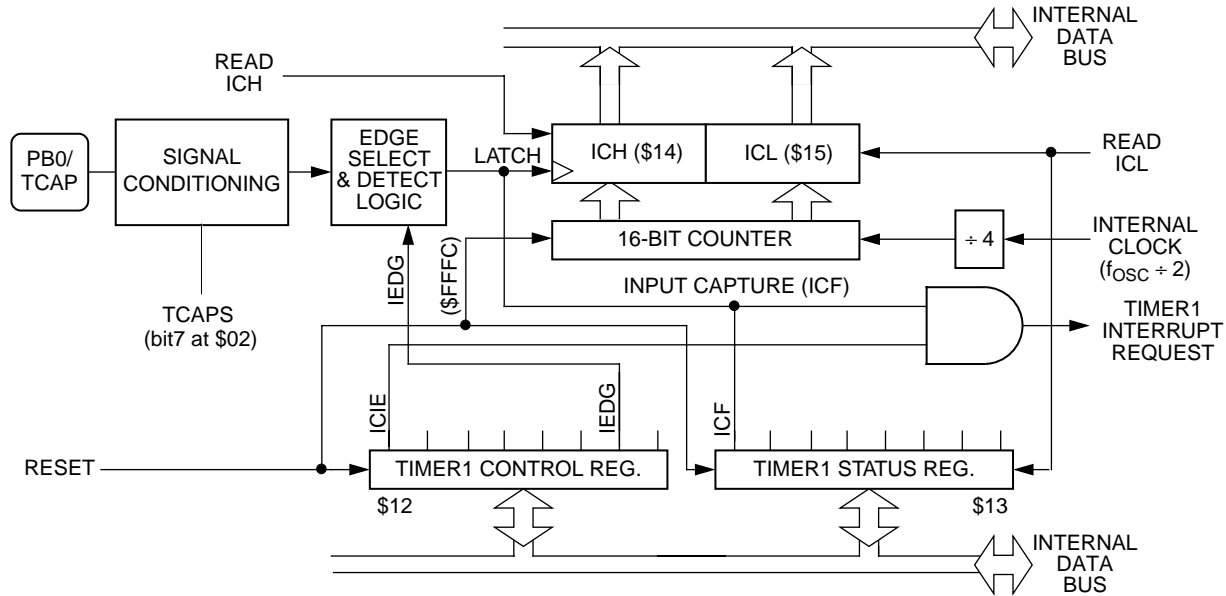 INTERNAL
DATA
BUS
READ
ICH
PB0/
TCAP
SIGNAL
CONDITIONING
EDGE
SELECT
& DETECT
LOGIC
LATCH
ICH ($14)
ICL ($15)
READ
ICL
16-BIT COUNTER
÷ 4
INTERNAL
CLOCK
(fOSC ÷ 2)
IEDG
($FFFC)
INPUT CAPTURE (ICF)
TCAPS
(bit7 at $02)
TIMER1
INTERRUPT
REQUEST
ICIE
IEDG
ICF
RESET
TIMER1 CONTROL REG.
TIMER1 STATUS REG.
$12
$13
INTERNAL
DATA
BUS